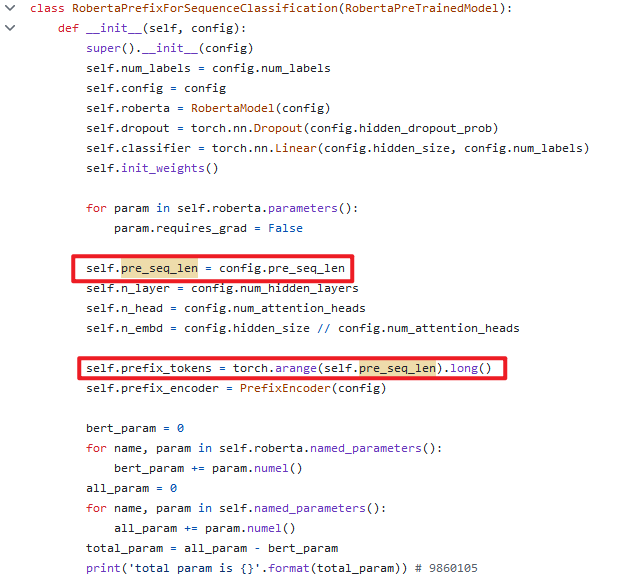 class RobertaPrefixForSequenceClassification(RobertaPreTrainedModel):
def __init__(self, config):
super().__init__(config)
self.num_labels = config.num_labels
self.config = config
self.roberta = RobertaModel(config)
self.dropout = torch.nn.Dropout(config.hidden_dropout_prob)
self.classifier = torch.nn.Linear(config.hidden_size, config.num_labels)
self.init_weights()
for param in self.roberta.parameters():
param.requires_grad = False
self.pre_seq_len = config.pre_seq_len
self.n_layer = config.num_hidden_layers
self.n_head = config.num_attention_heads
self.n_embd = config.hidden_size // config.num_attention_heads
self.prefix_tokens = torch.arange(self.pre_seq_len).long()
self.prefix_encoder = PrefixEncoder(config)
bert_param = 0
for name, param in self.roberta.named_parameters():
bert_param += param.numel()
all_param = 0
for name, param in self.named_parameters():
all_param += param.numel()
total_param = all_param - bert_param
print('total param is {}'.format(total_param)) # 9860105